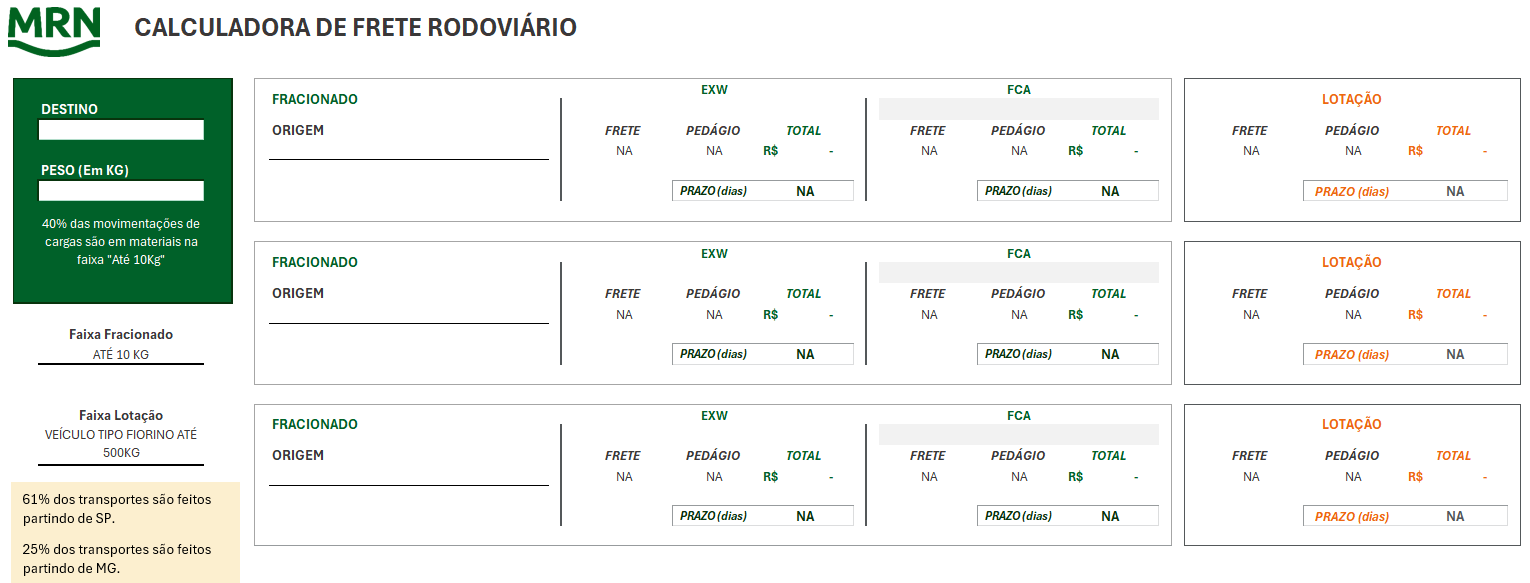 MRN
CALCULADORA DE FRETE RODOVIÁRIO
DESTINO
PESO (Em KG)
40% das movimentações de
cargas são em materiais na
faixa "Até 10Kg"
Faixa Fracionado
ATÉ 10 KG
Faixa Lotação
VEÍCULO TIPO FIORINO ATÉ
500KG
61% dos transportes são feitos
partindo de SP.
25% dos transportes são feitos
partindo de MG.
EXW FCA
FRACIONADO LOTAÇÃO
ORIGEM FRETE PEDÁGIO TOTAL FRETE PEDÁGIO TOTAL FRETE PEDÁGIO TOTAL
NA NA R$ - NA NA R$ - NA NA R$ -
PRAZO (dias) NA PRAZO (dias) NA PRAZO (dias) NA
EXW FCA
FRACIONADO LOTAÇÃO
ORIGEM FRETE PEDÁGIO TOTAL FRETE PEDÁGIO TOTAL FRETE PEDÁGIO TOTAL
NA NA R$ - NA NA R$ - NA NA R$ -
PRAZO (dias) NA PRAZO (dias) NA PRAZO (dias) NA
EXW FCA
FRACIONADO LOTAÇÃO
ORIGEM FRETE PEDÁGIO TOTAL FRETE PEDÁGIO TOTAL FRETE PEDÁGIO TOTAL
NA NA R$ - NA NA R$ - NA NA R$ -
PRAZO (dias) NA PRAZO (dias) NA PRAZO (dias) NA